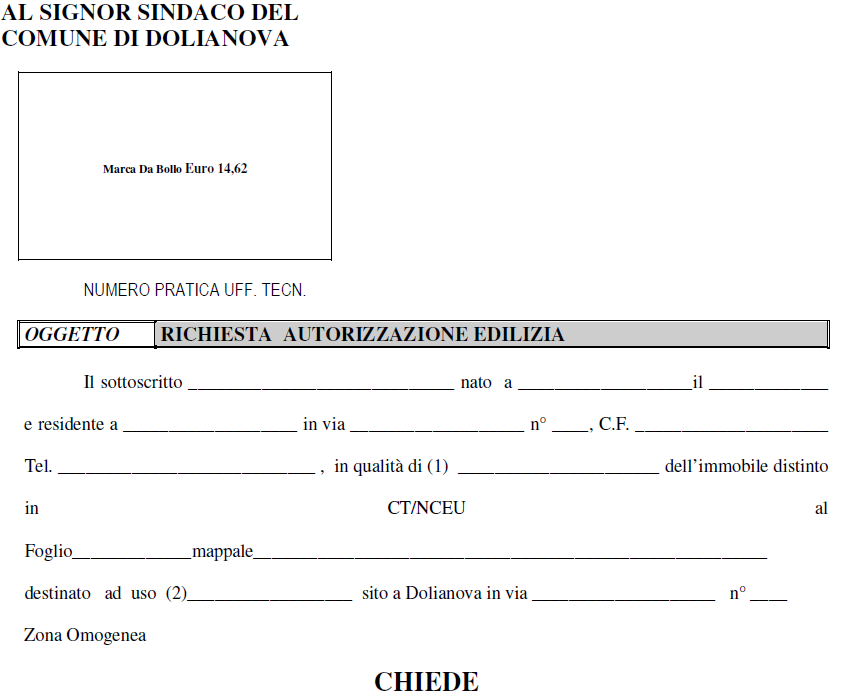 AL SIGNOR SINDACO DEL
COMUNE DI DOLIANOVA
Marca Da Bollo Euro 14,62
NUMERO PRATICA UFF. TECN.
OGGETTO RICHIESTA AUTORIZZAZIONE EDILIZIA
Il sottoscritto _____________________________ nato a ___________________il _____________
e residente a ___________________ in via ___________________ n° ____, C.F. _____________________
Tel. ____________________________ , in qualità di (1) ______________________ dell’immobile distinto
in CT/NCEU al
Foglio_____________mappale________________________________________________________
destinato ad uso (2)__________________ sito a Dolianova in via ____________________ n° ____
Zona Omogenea
CHIEDE